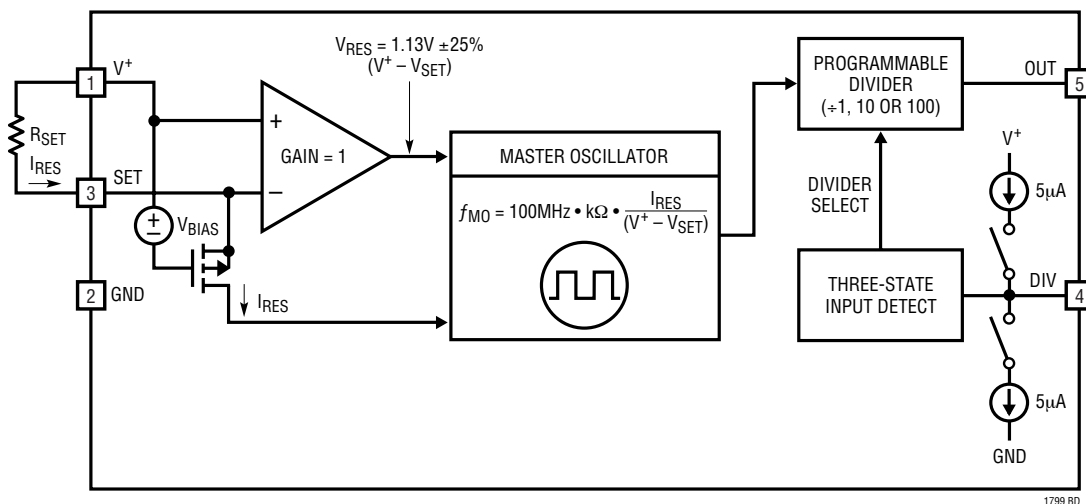 V+
1
RSET
IRES
3
SET
VBIAS
2
GND
IRES
+
−
GAIN = 1
+
−
VRES = 1.13V ±25%
(V+ – VSET)
MASTER OSCILLATOR
ƒMO = 100MHz • kΩ • IRES
(V+ – VSET)
PROGRAMMABLE
DIVIDER
(÷1, 10 OR 100)
DIVIDER
SELECT
THREE-STATE
INPUT DETECT
OUT
5
V+
5µA
DIV
4
5µA
GND
1799 BD